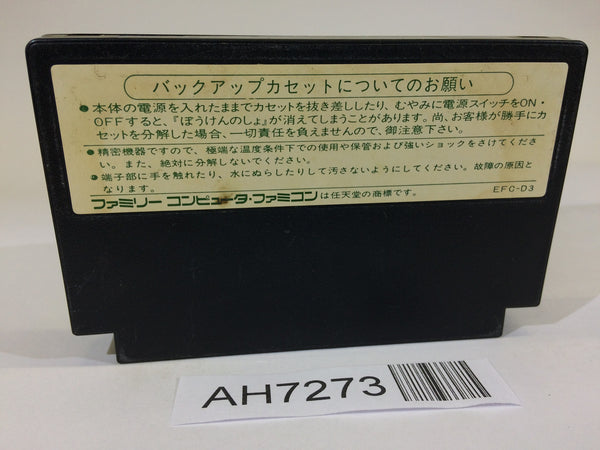 バックアップカセットについてのお願い
●本体の電源を入れたままでカセットを抜き差ししたり、むやみに電源スイッチをON・
OFFすると、『ぼうけんのしょ』が消えてしまうことがあります。尚、お客様が勝手にカ
セットを分解した場合、一切責任を負えませんので、御注意下さい。
●精密機器ですので、極端な温度条件下での使用や保管および強いショックをさけてくださ
い。また、絶対に分解しないでください。
●端子部に手を触れたり、水にぬらしたりして汚さないようにしてください。故障の原因と
なります。
EFC-D3
ファミリー コンピュータ・ファミコンは任天堂の商標です。
AH7273